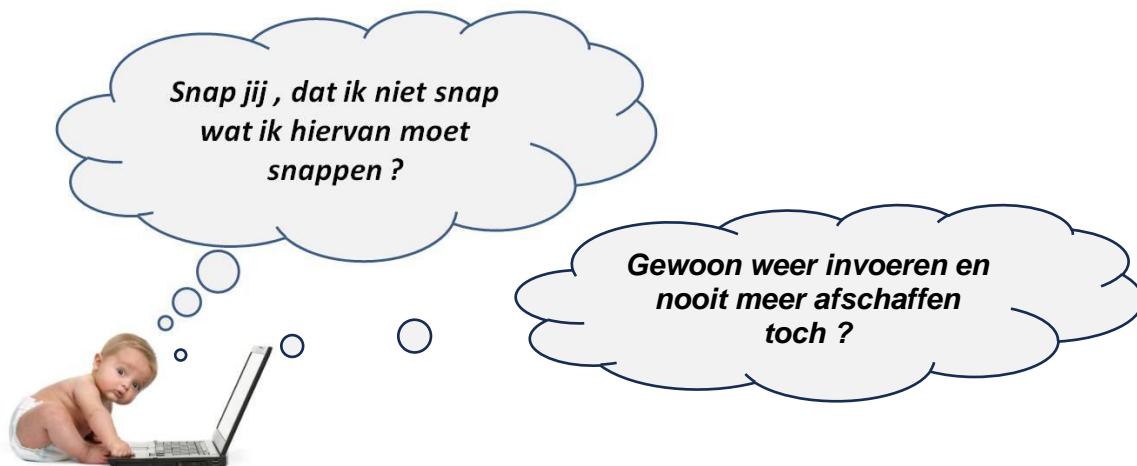 Snap jij , dat ik niet snap
wat ik hiervan moet
snappen ?
Gewoon weer invoeren en
nooit meer afschaffen
toch ?